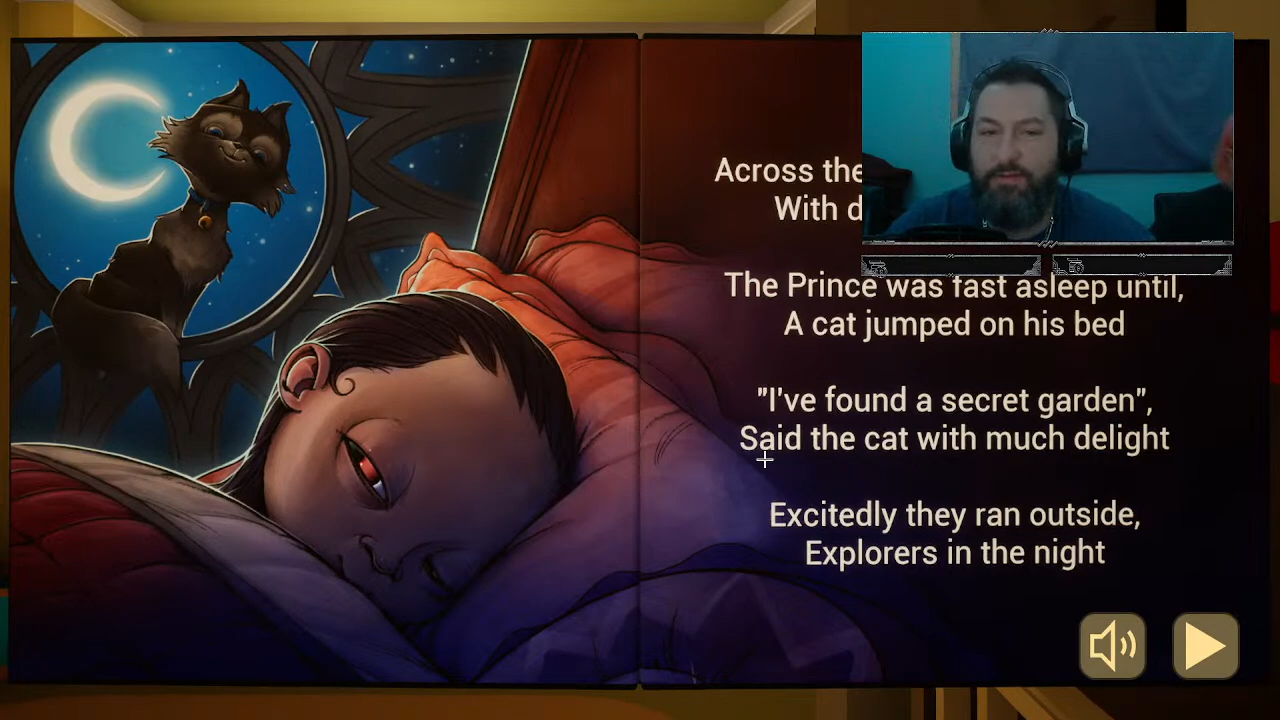 Across the
With d
The Prince was fast asleep until,
A cat jumped on his bed
"I've found a secret garden",
Said the cat with much delight
Excitedly they ran outside,
Explorers in the night